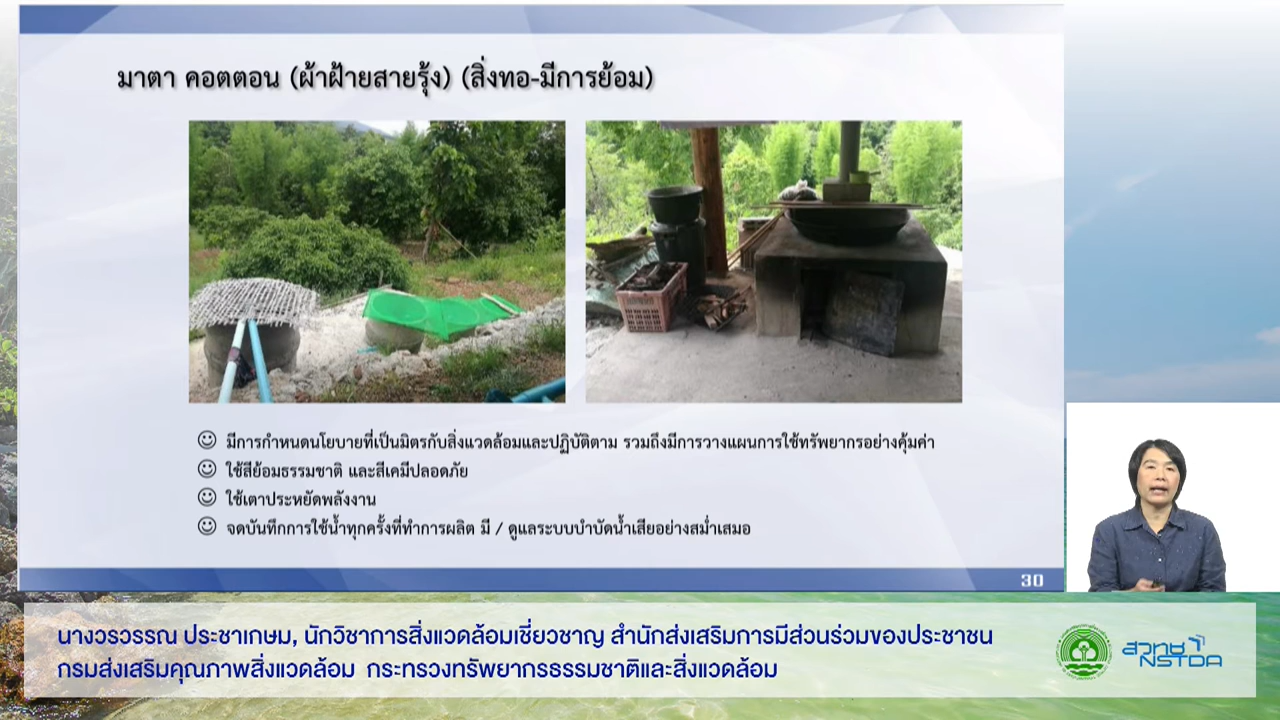 มาตา คอตตอน (ผ้าฝ้ายสายรุ้ง) (สิ่งทอ-มีการย้อม)
มีการกำหนดนโยบายที่เป็นมิตรกับสิ่งแวดล้อมและปฏิบัติตาม รวมถึงมีการวางแผนการใช้ทรัพยากรอย่างคุ้มค่า
ใช้สีย้อมธรรมชาติ และสีเคมีปลอดภัย
ใช้เตาประหยัดพลังงาน
จดบันทึกการใช้น้ำทุกครั้งที่ทำการผลิต มี / ดูแลระบบบำบัดน้ำเสียอย่างสม่ำเสมอ
30
นางวรวรรณ ประชาเกษม, นักวิชาการสิ่งแวดล้อมเชี่ยวชาญ สำนักส่งเสริมการมีส่วนร่วมของประชาชน
กรมส่งเสริมคุณภาพสิ่งแวดล้อม กระทรวงทรัพยากรธรรมชาติและสิ่งแวดล้อม
สวทช
NSTDA